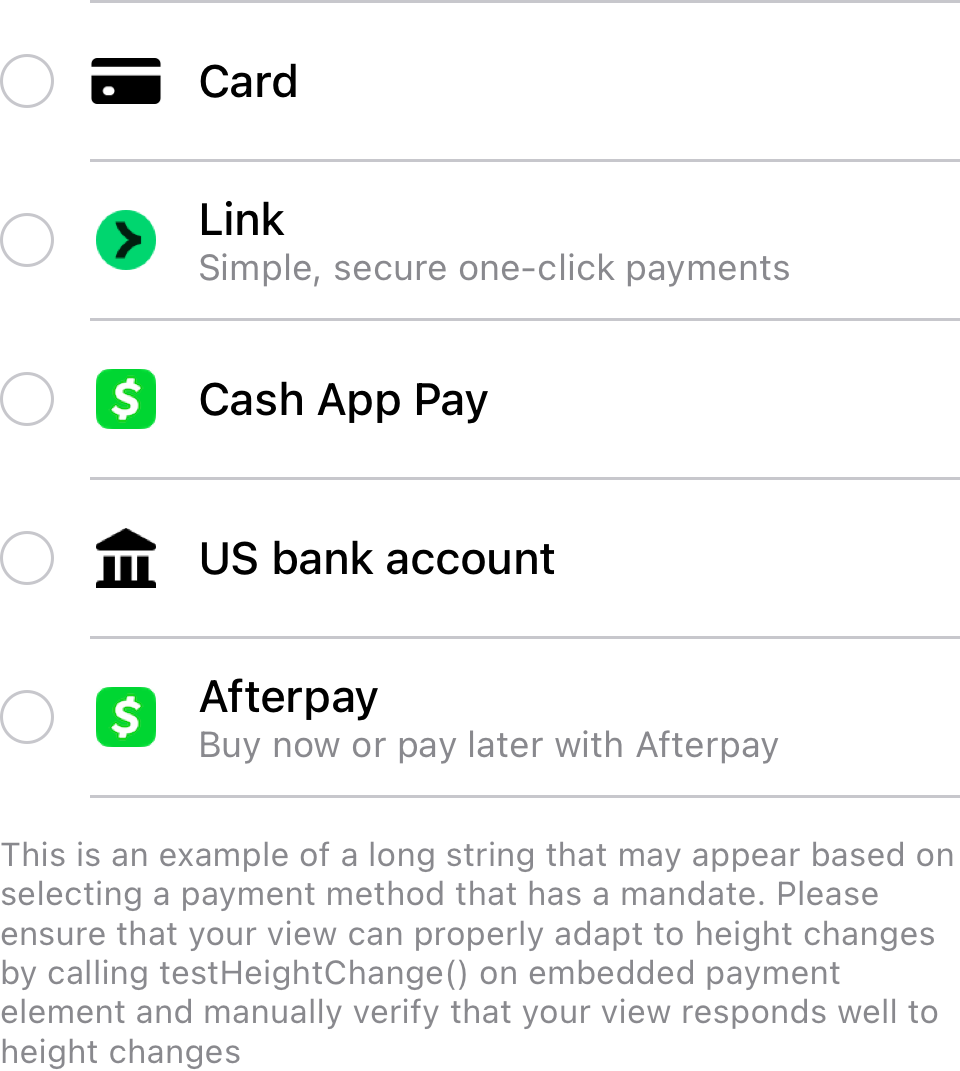 Card
Link
Simple, secure one-click payments
$
Cash App Pay
US bank account
$
Afterpay
Buy now or pay later with Afterpay
This is an example of a long string that may appear based on
selecting a payment method that has a mandate. Please
ensure that your view can properly adapt to height changes
by calling testHeightChange() on embedded payment
element and manually verify that your view responds well to
height changes